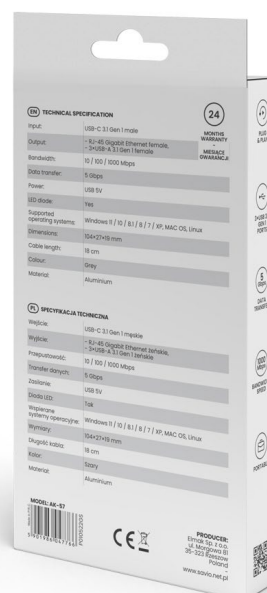 EN TECHNICAL SPECIFICATION
Input: USB-C 3.1 Gen 1 male
Output: - RJ-45 Gigabit Ethernet female,
- 3×USB-A 3.1 Gen 1 female
Bandwidth: 10 / 100 / 1000 Mbps
Data transfer: 5 Gbps
Power: USB 5V
LED diode: Yes
Supported
operating systems: Windows 11 / 10 / 8.1 / 8 / 7 / XP, MAC OS, Linux
Dimensions: 104×27×19 mm
Cable length: 18 cm
Colour: Grey
Material: Aluminium
24
MONTHS
WARRANTY
MIESIĄCE
GWARANCJI
PL SPECYFIKACJA TECHNICZNA
Wejście: USB-C 3.1 Gen 1 męskie
Wyjście: - RJ-45 Gigabit Ethernet żeńskie,
- 3×USB-A 3.1 Gen 1 żeńskie
Przepustowość: 10 / 100 / 1000 Mbps
Transfer danych: 5 Gbps
Zasilanie: USB 5V
Dioda LED: Tak
Wspierane
systemy operacyjne: Windows 11 / 10 / 8.1 / 8 / 7 / XP, MAC OS, Linux
Wymiary: 104×27×19 mm
Długość kabla: 18 cm
Kolor: Szary
Materiał: Aluminium
MODEL: AK-57
CE
PRODUCER:
Elmak Sp. z o.o.
ul. Morgowa 81
35-323 Rzeszów
Poland
www.savio.net.pl
PLUG
& PLAY
5
Gbps
DATA
1000
Mbps